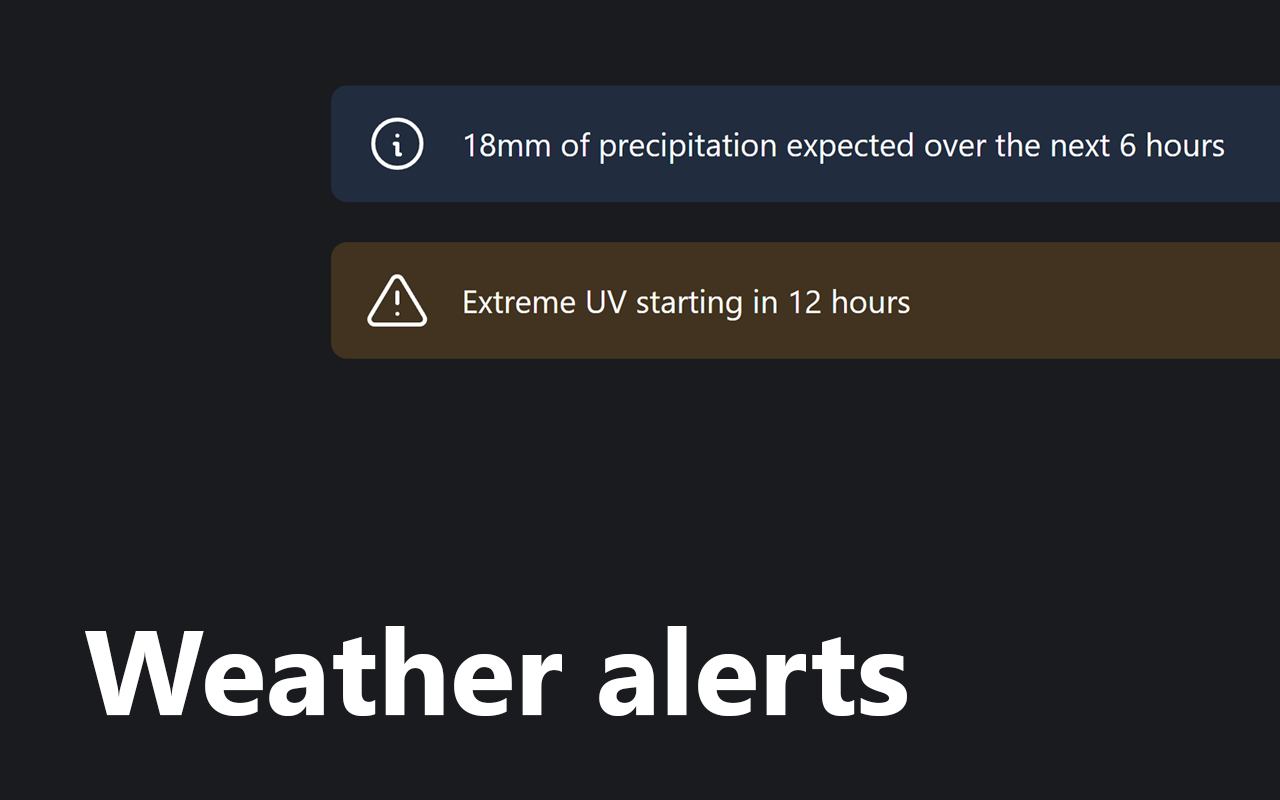 18mm of precipitation expected over the next 6 hours
Extreme UV starting in 12 hours
Weather alerts